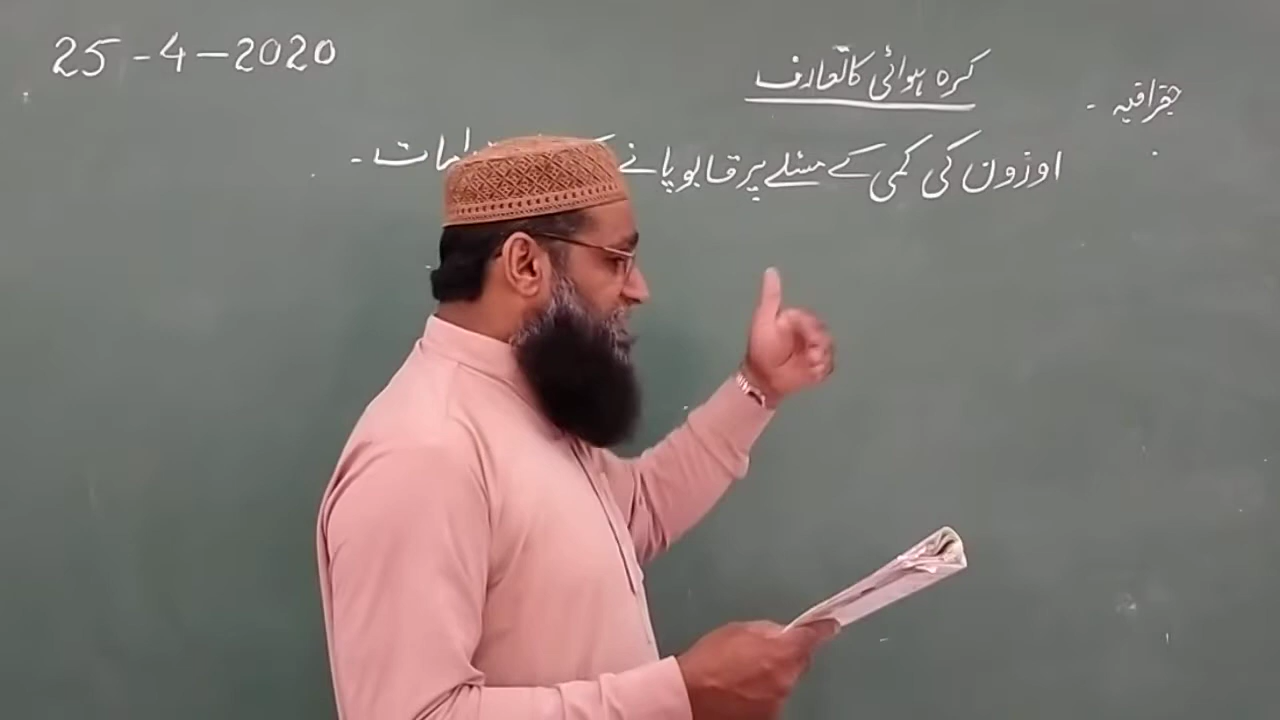 25-4-2020
جغرافیہ -
کرہ ہوائی کا تعارف
اوزون کی کمی کے مسئلے پر قابو پانے